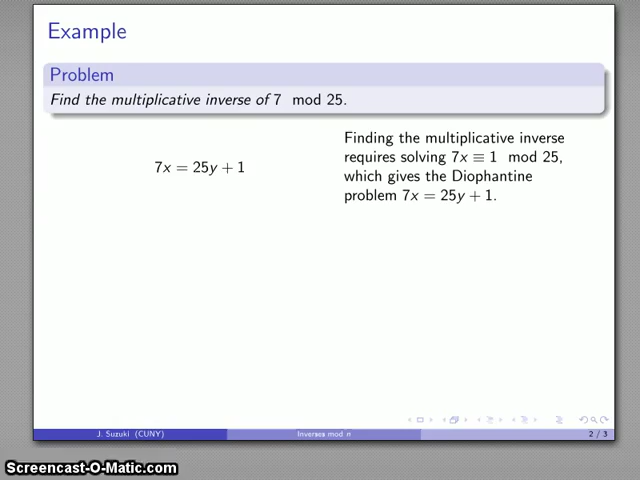 Example
Problem
Find the multiplicative inverse of 7 mod 25.
7x = 25y + 1
Finding the multiplicative inverse
requires solving 7x ≡ 1 mod 25,
which gives the Diophantine
problem 7x = 25y + 1.
J. Suzuki (CUNY)
Inverses mod n
2 / 3
Screencast-O-Matic.com